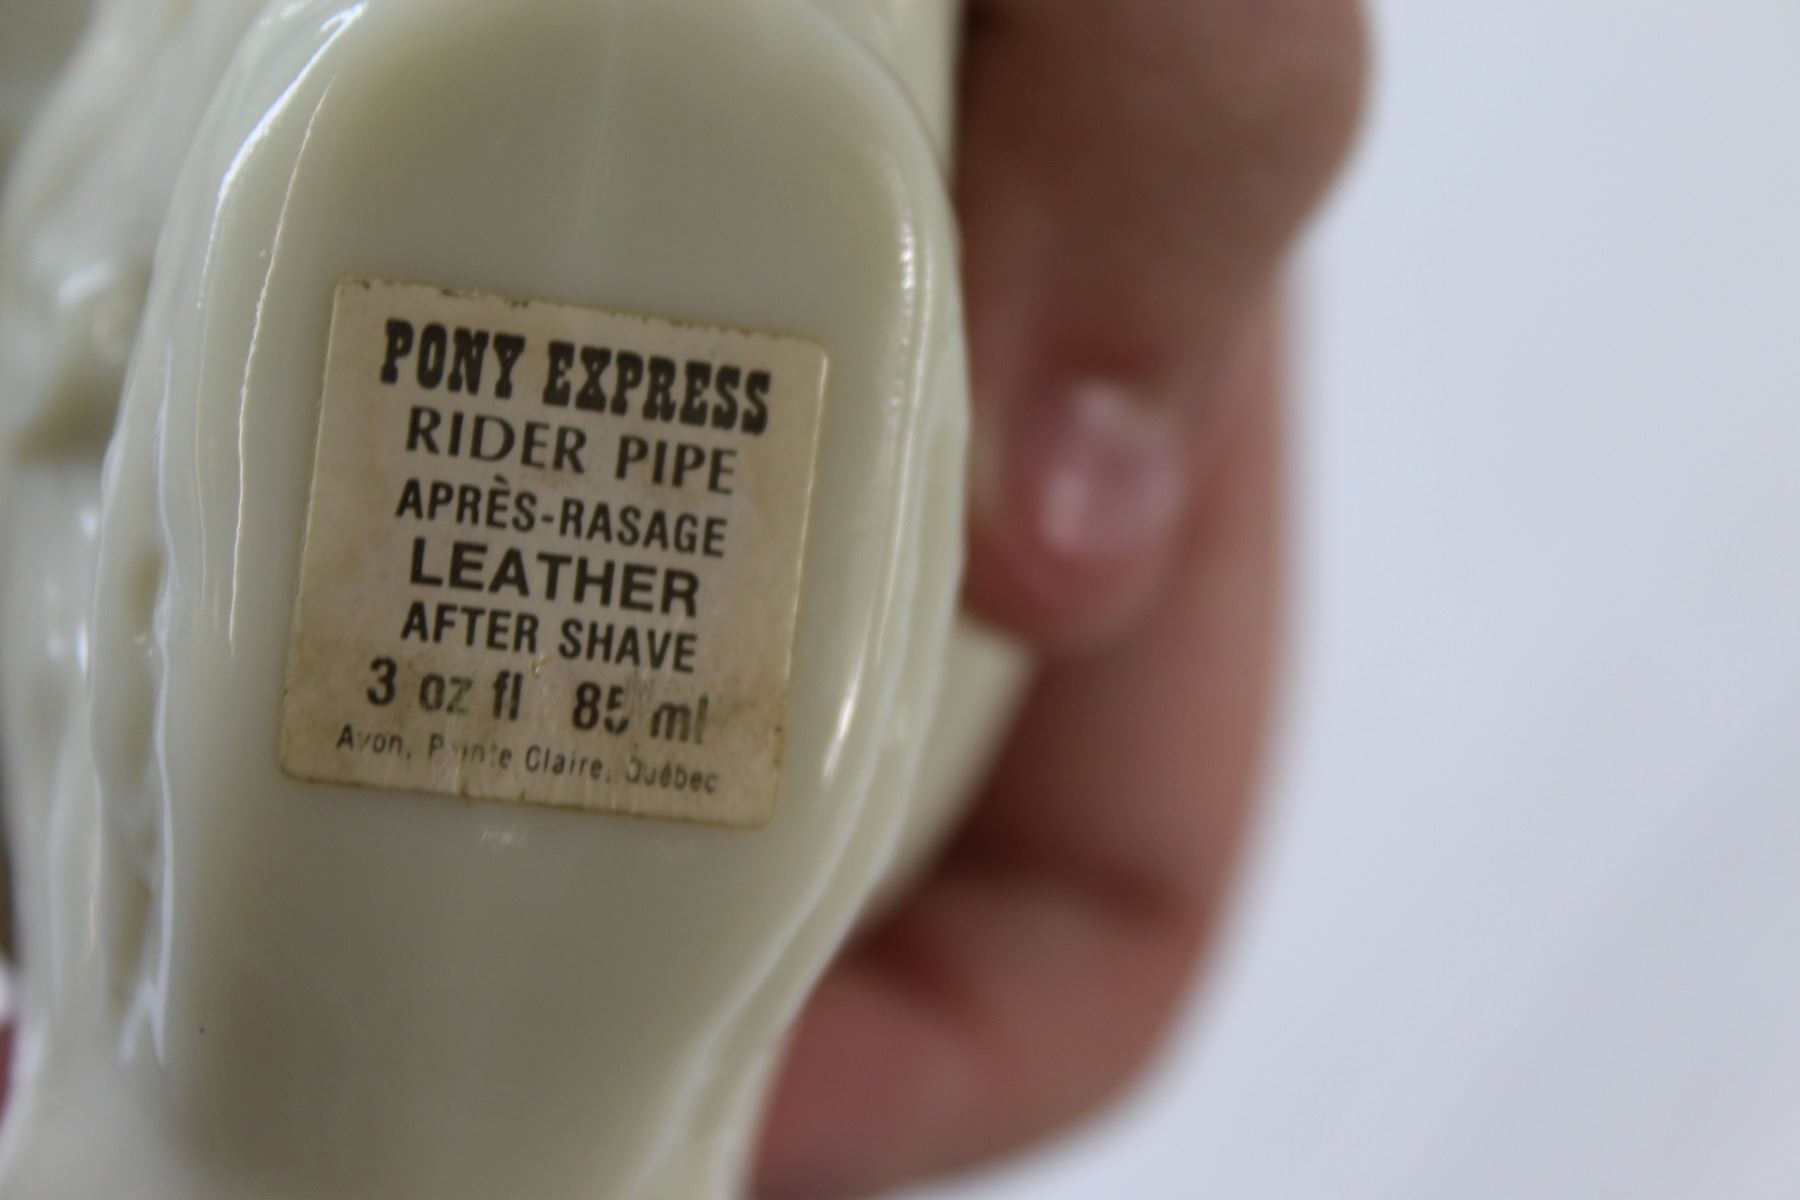 PONY EXPRESS
RIDER PIPE
APRÈS-RASAGE
LEATHER
AFTER SHAVE
3 oz fl 85 ml
Avon, Pointe Claire, Québec